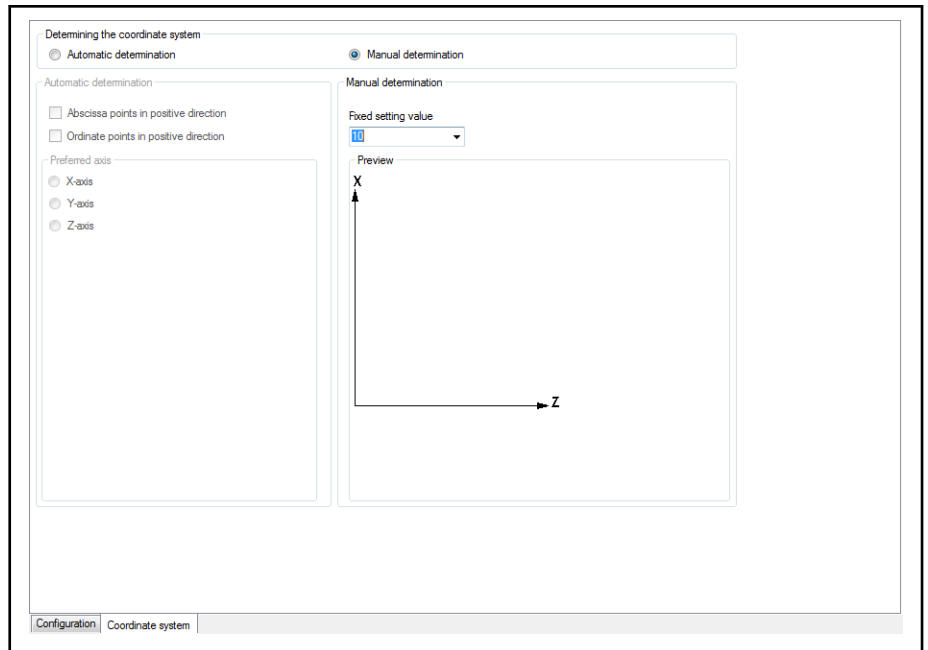 Determining the coordinate system
Automatic determination
Manual determination
Automatic determination
Abscissa points in positive direction
Ordinate points in positive direction
Preferred axis
X-axis
Y-axis
Z-axis
Manual determination
Fixed setting value
10
Preview
X
Z
Configuration
Coordinate system